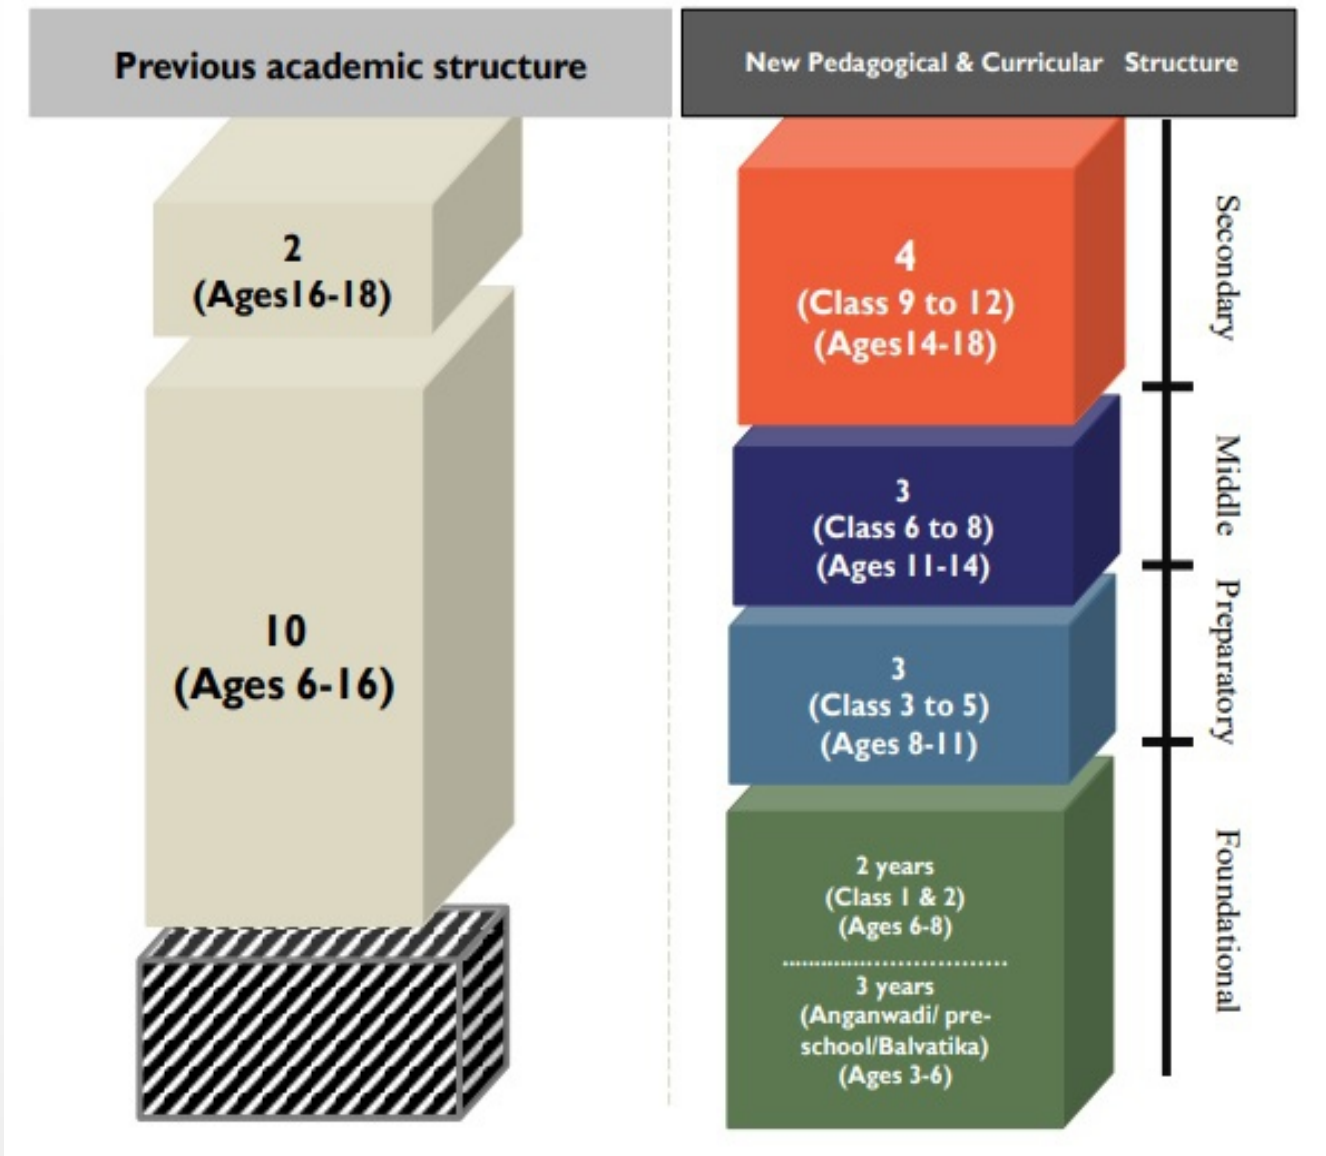 Previous academic structure
New Pedagogical & Curricular Structure
2
(Ages16-18)
10
(Ages 6-16)
4
(Class 9 to 12)
(Ages14-18)
3
(Class 6 to 8)
(Ages 11-14)
3
(Class 3 to 5)
(Ages 8-11)
2 years
(Class 1 & 2)
(Ages 6-8)
3 years
(Anganwadi/ pre-
school/Balvatika)
(Ages 3-6)
Secondary
Middle
Preparatory
Foundational